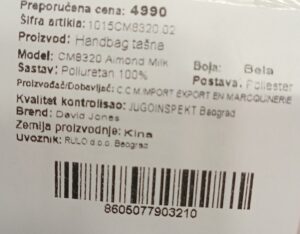 Preporučena cena: 4990
Šifra artikla: 1015CM8320 02
Proizvod: Handbag tašna
Model: CM8320 Almond Milk Boja: Bela
Sastav: Poliuretan 100% Postava: Poliester
Proizvođač/Dobavljač: C.C.M.IMPORT EXPORT EN MARCQUINERIE
Kvalitet kontrolisao: JUGOINSPEKT Beograd
Brend: David Jones
Zemlja proizvodnje: Kina
Uvoznik: RULO d.o.o. Beograd
8605077903210